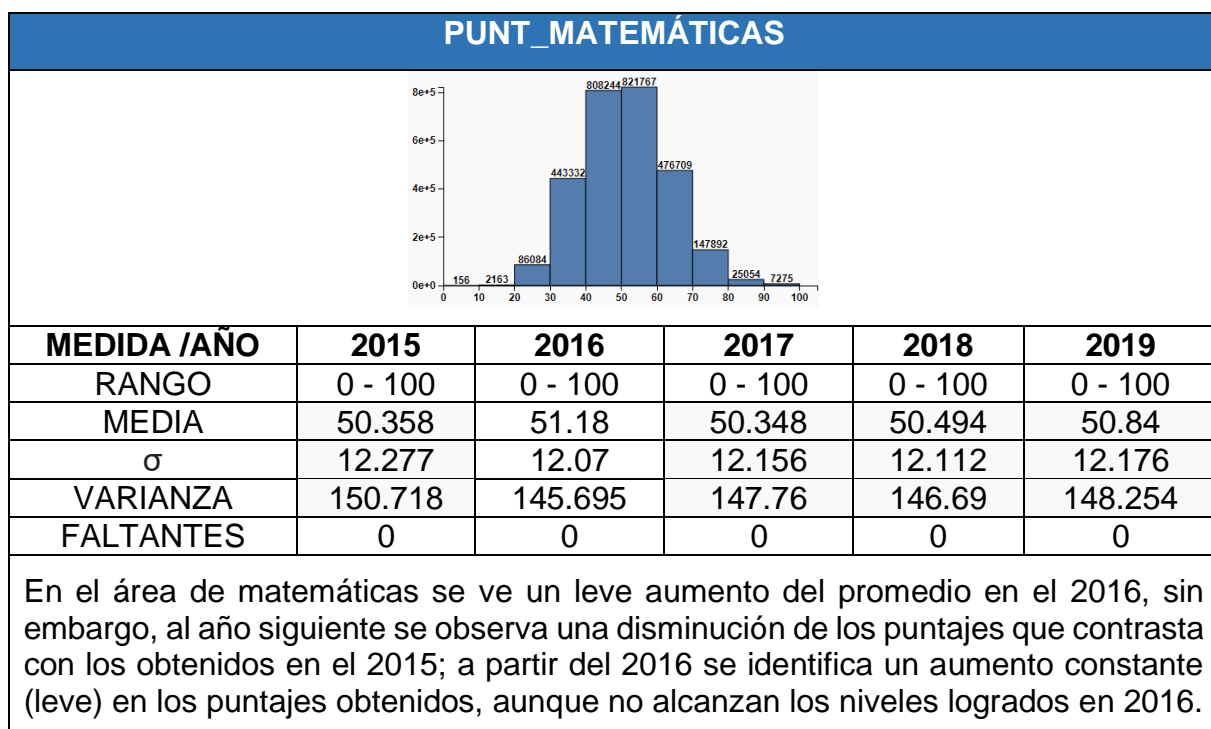 PUNT_MATEMÁTICAS
808244 821767
8e+5
6e+5
476709
443332
4e+5
2e+5
147892
86084
25054
7275
156 2163
0e+0
0 10 20 30 40 50 60 70 80 90 100
MEDIDA /AÑO 2015 2016 2017 2018 2019
RANGO 0 - 100 0 - 100 0 - 100 0 - 100 0 - 100
MEDIA 50.358 51.18 50.348 50.494 50.84
σ 12.277 12.07 12.156 12.112 12.176
VARIANZA 150.718 145.695 147.76 146.69 148.254
FALTANTES 0 0 0 0 0
En el área de matemáticas se ve un leve aumento del promedio en el 2016, sin
embargo, al año siguiente se observa una disminución de los puntajes que contrasta
con los obtenidos en el 2015; a partir del 2016 se identifica un aumento constante
(leve) en los puntajes obtenidos, aunque no alcanzan los niveles logrados en 2016.